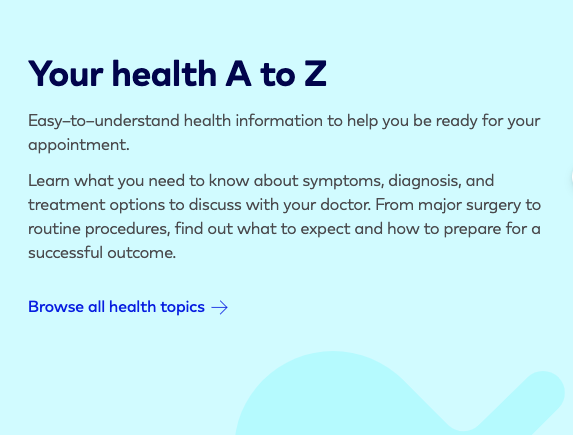 Your health A to Z
Easy-to-understand health information to help you be ready for your
appointment.
Learn what you need to know about symptoms, diagnosis, and
treatment options to discuss with your doctor. From major surgery to
routine procedures, find out what to expect and how to prepare for a
successful outcome.
Browse all health topics →